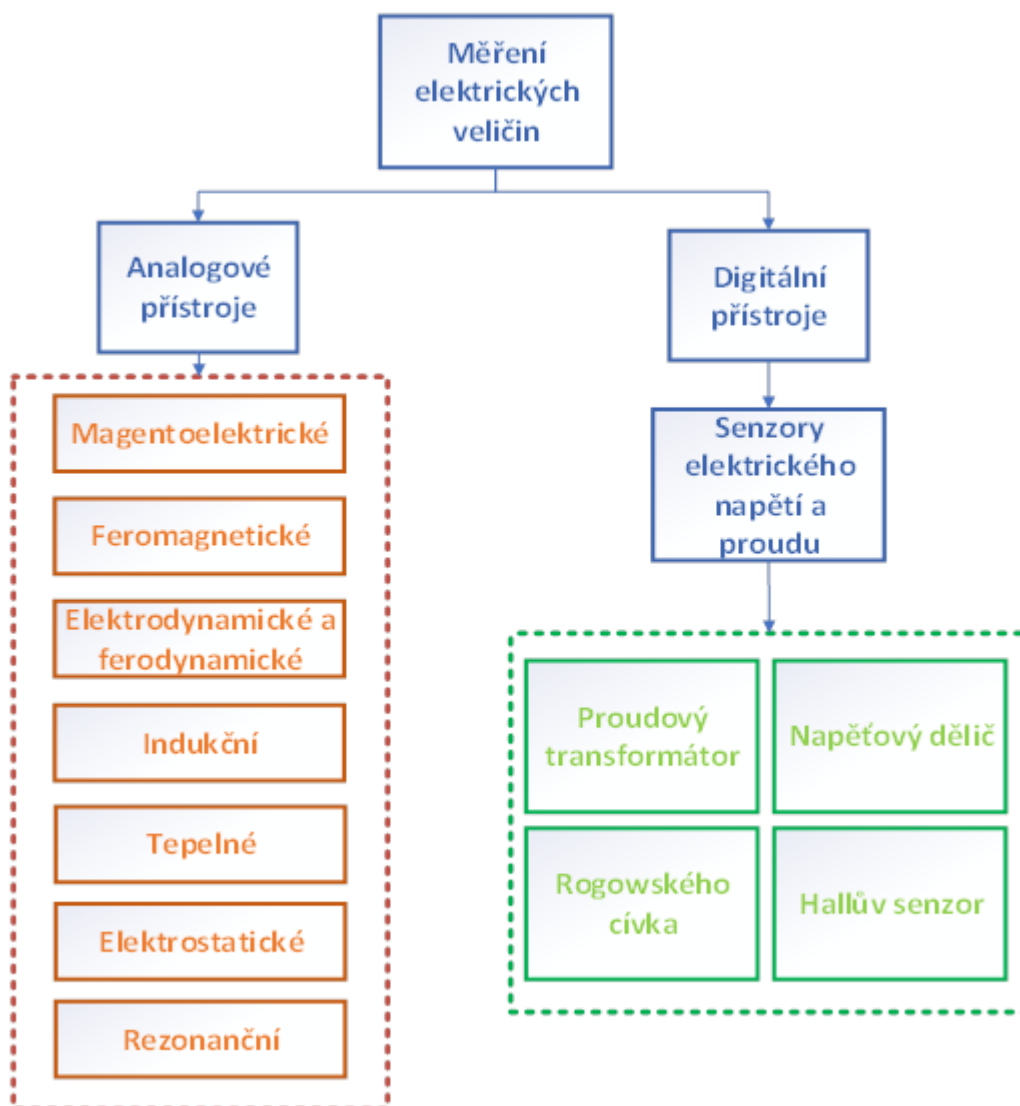 Měření
elektrických
veličin
Analogové
přístroje
Digitální
přístroje
Magentoelektrické
Feromagnetické
Elektrodynamické a
ferodynamické
Indukční
Tepelné
Elektrostatické
Rezonanční
Senzory
elektrického
napětí a
proudu
Proudový
transformátor
Napěťový dělič
Rogowského
cívka
Hallův senzor